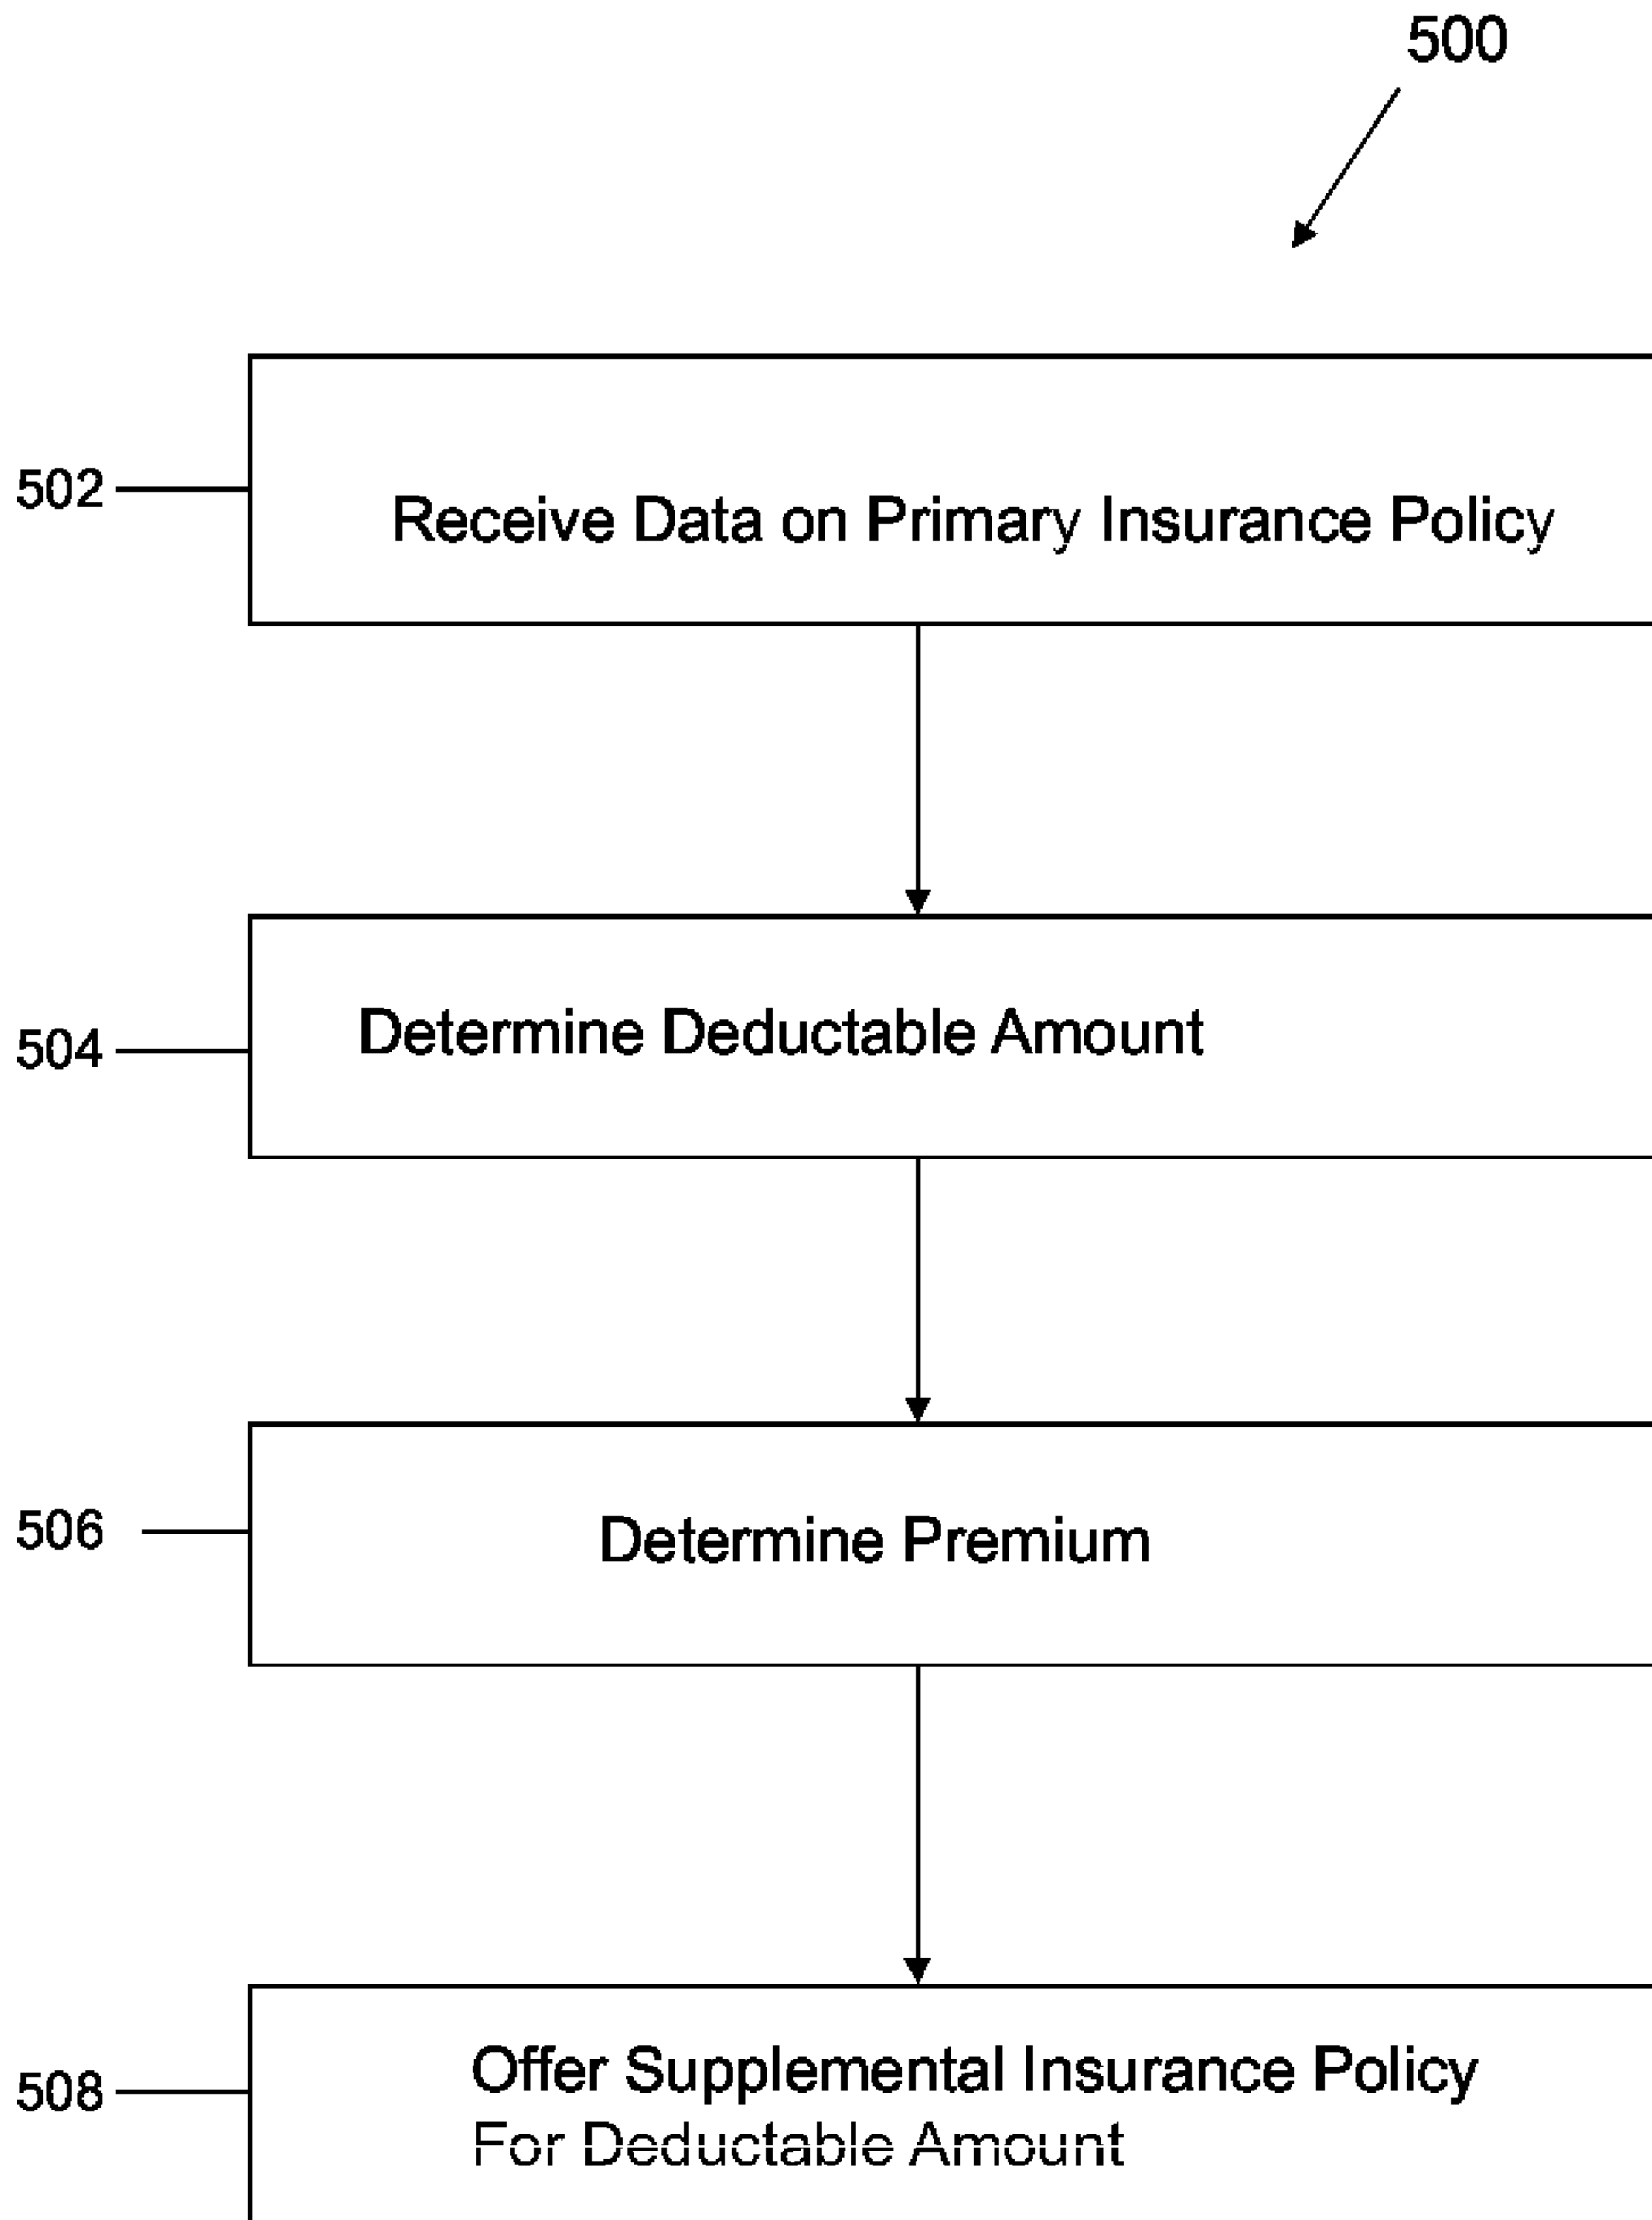 500
502
Receive Data on Primary Insurance Policy
504
Determine Deductable Amount
506
Determine Premium
508
Offer Supplemental Insurance Policy
For Deductable Amount